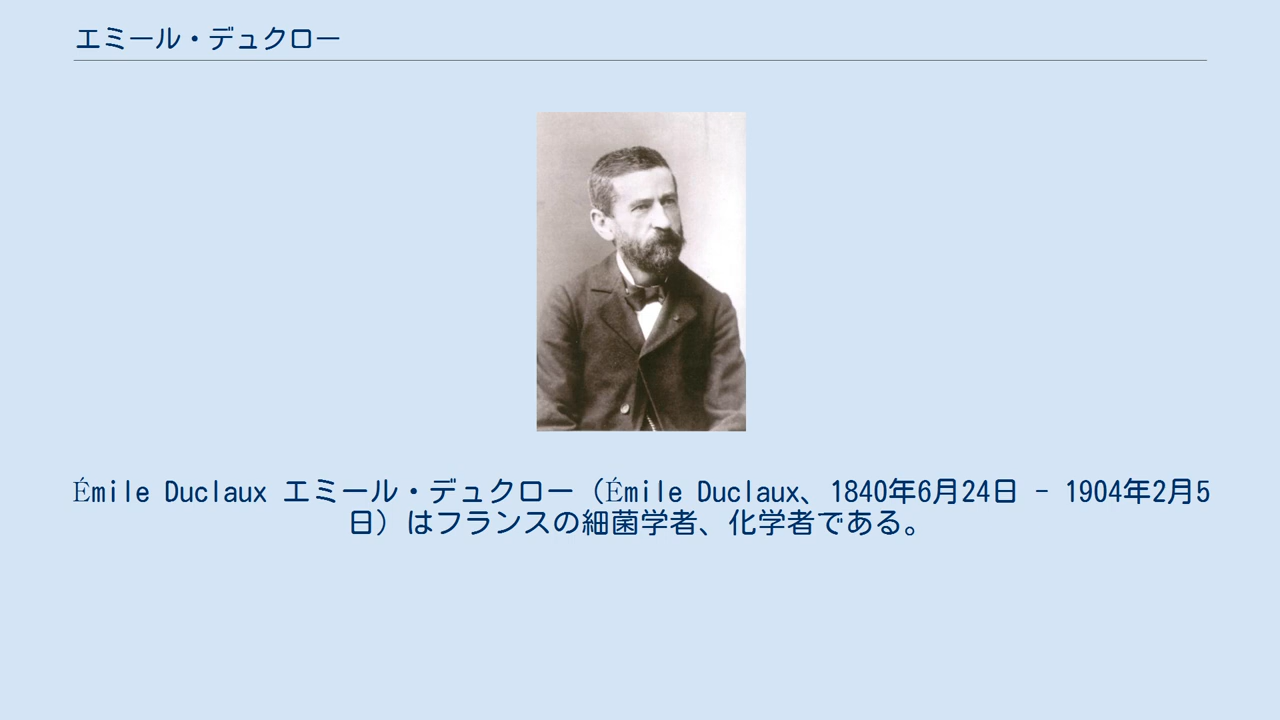 エミール・デュクロー
Émile Duclaux エミール・デュクロー（Émile Duclaux、1840年6月24日 - 1904年2月5
日）はフランスの細菌学者、化学者である。